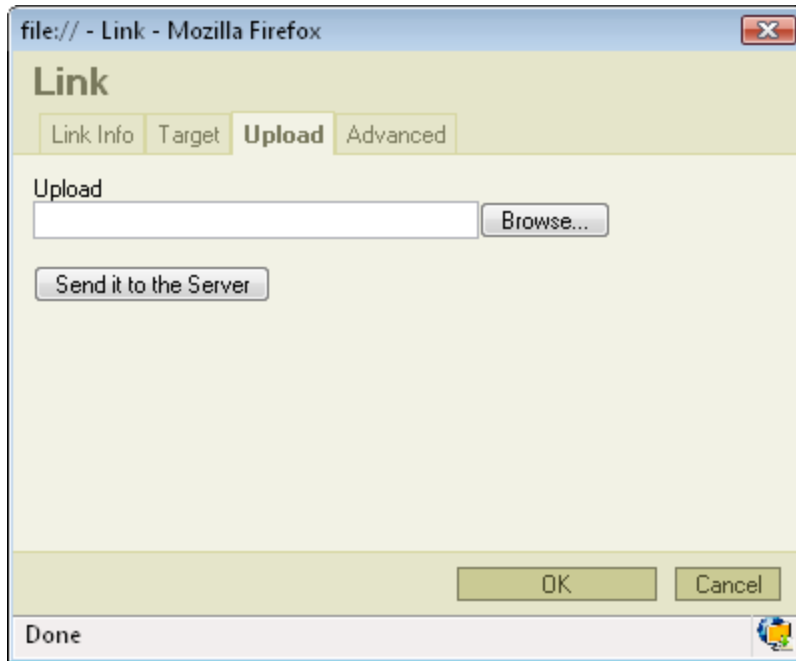 file:// - Link - Mozilla Firefox
Link
Link Info Target Upload Advanced
Upload
Browse...
Send it to the Server
OK Cancel
Done